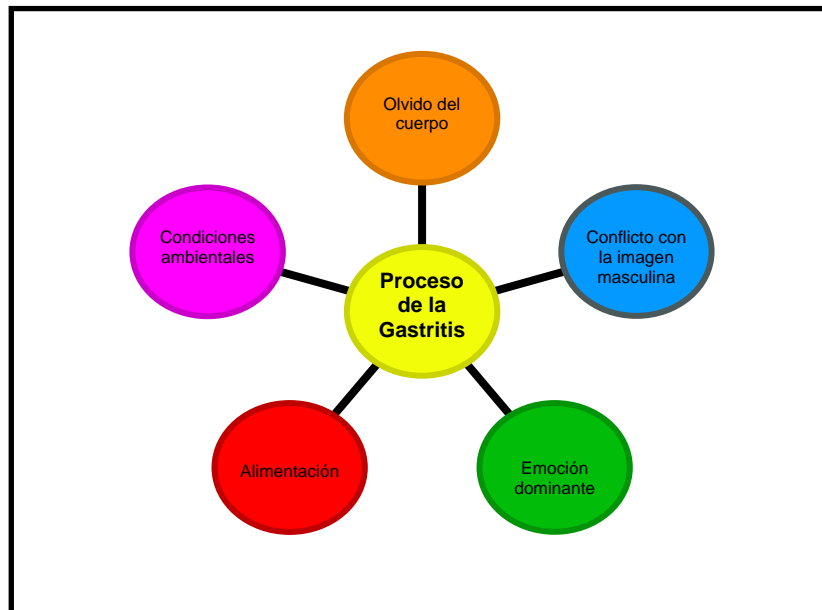 Olvido del
cuerpo
Condiciones
ambientales
Conflicto con
la imagen
masculina
Proceso
de la
Gastritis
Alimentación
Emoción
dominante